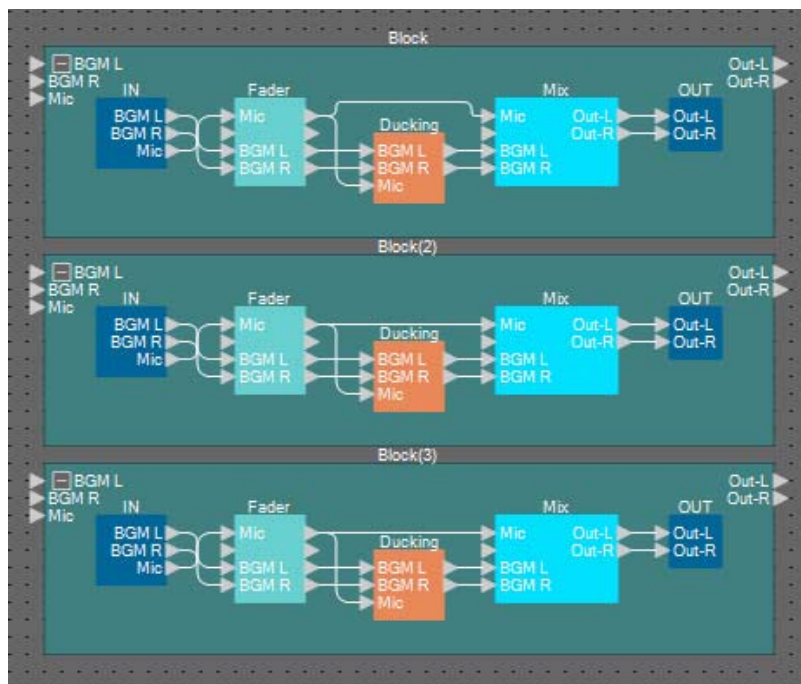 Block
BGM L Out-L
BGM R IN Fader Mix OUT Out-R
Mic
BGM L Mic Mic Out-L Out-L
BGM R Ducking Out-R Out-R
Mic BGM L BGM L BGM L
BGM R BGM R BGM R
Mic
Block(2)
BGM L Out-L
BGM R IN Fader Mix OUT Out-R
Mic
BGM L Mic Mic Out-L Out-L
BGM R Ducking Out-R Out-R
Mic BGM L BGM L BGM L
BGM R BGM R BGM R
Mic
Block(3)
BGM L Out-L
BGM R IN Fader Mix OUT Out-R
Mic
BGM L Mic Mic Out-L Out-L
BGM R Ducking Out-R Out-R
Mic BGM L BGM L BGM L
BGM R BGM R BGM R
Mic